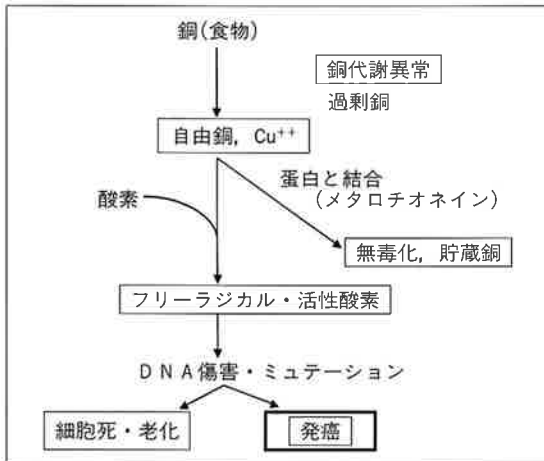 銅(食物)
銅代謝異常
過剰銅
自由銅, Cu⁺⁺
蛋白と結合
(メタロチオネイン)
酸素
無毒化, 貯蔵銅
フリーラジカル・活性酸素
DNA傷害・ミューテーション
細胞死・老化
発癌